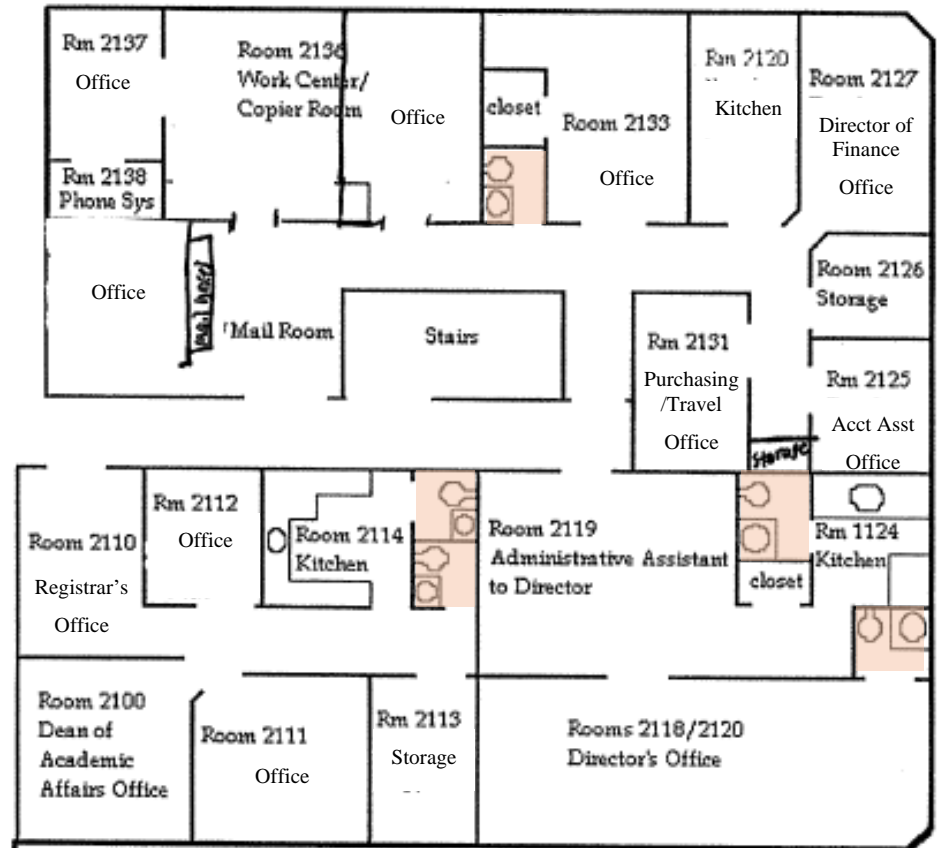 Rm 2137
Office
Room 2136
Work Center/
Copier Room
Office
closet
Room 2133
Office
Rm 2120
Kitchen
Room 2127
Director of
Finance
Office
Rm 2138
Phone Sys
Office
mail boxes
Mail Room
Stairs
Rm 2131
Purchasing
/Travel
Office
Room 2126
Storage
Rm 2125
Acct Asst
Office
Storage
Room 2110
Registrar's
Office
Rm 2112
Office
Room 2114
Kitchen
Room 2119
Administrative Assistant
to Director
closet
Rm 1124
Kitchen
Room 2100
Dean of
Academic
Affairs Office
Room 2111
Office
Rm 2113
Storage
Rooms 2118/2120
Director's Office